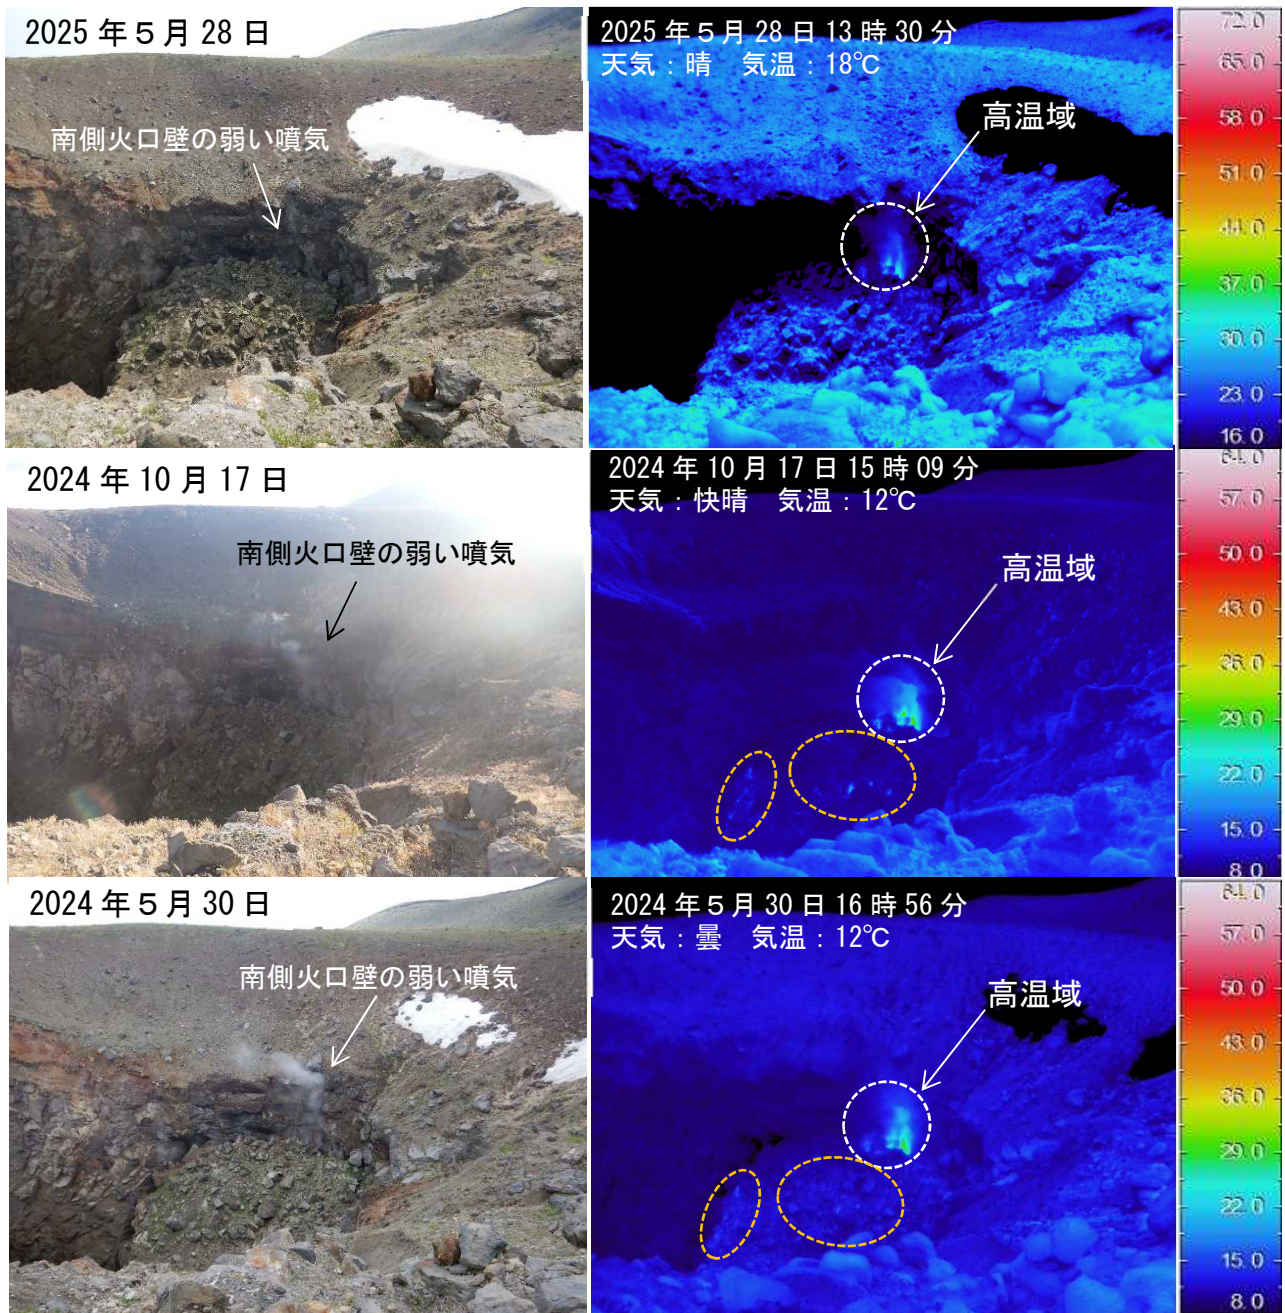 2025年5月28日
南側火口壁の弱い噴気
2025年5月28日13時30分
天気：晴　気温：18℃
高温域
72.0
65.0
58.0
51.0
44.0
37.0
30.0
23.0
16.0
2024年10月17日
南側火口壁の弱い噴気
2024年10月17日15時09分
天気：快晴　気温：12℃
高温域
64.0
57.0
50.0
43.0
36.0
29.0
22.0
15.0
8.0
2024年5月30日
南側火口壁の弱い噴気
2024年5月30日16時56分
天気：曇　気温：12℃
高温域
64.0
57.0
50.0
43.0
36.0
29.0
22.0
15.0
8.0